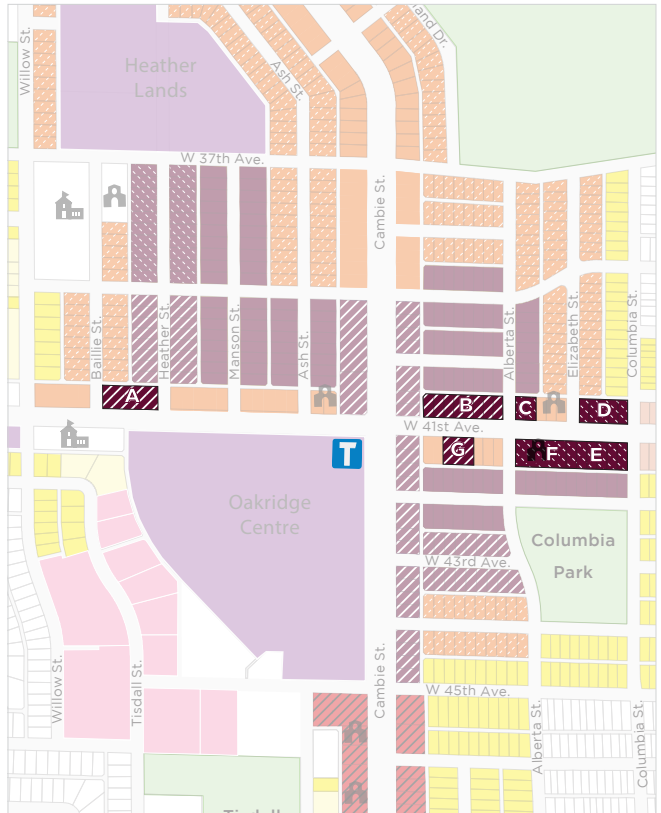 land Dr.
Willow St.
Heather
Lands
Ash St.
W 37th Ave.
Cambie St.
Baillie St.
Heather St.
Manson St.
Ash St.
Alberta St.
Elizabeth St.
Columbia St.
A
B
C
D
W 41st Ave.
T
G
F
E
Oakridge
Centre
Columbia
Park
W 43rd Ave.
Willow St.
Tisdall St.
Cambie St.
W 45th Ave.
Alberta St.
Columbia St.